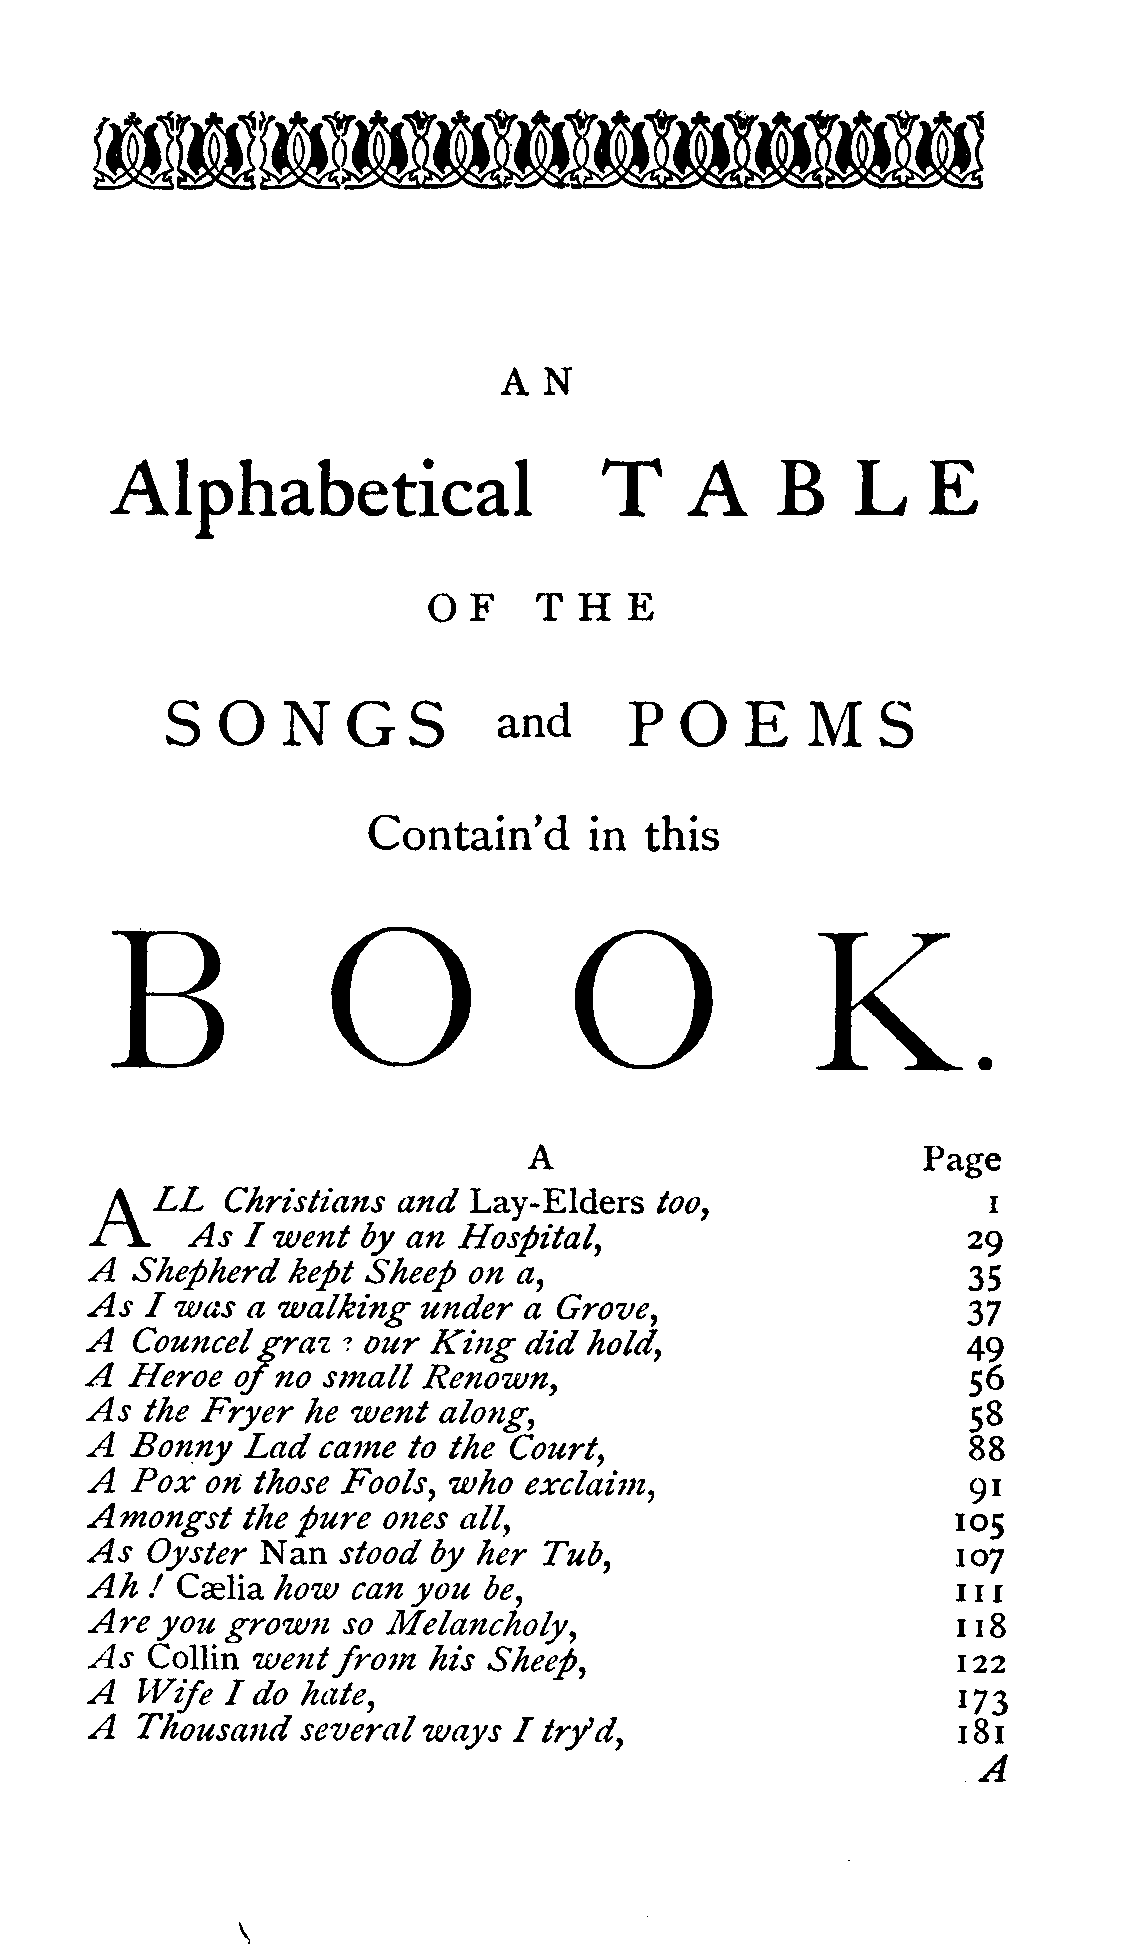 AN
Alphabetical TABLE
OF THE
SONGS and POEMS
Contain'd in this
BOOK.
A Page
ALL Christians and Lay-Elders too, 1
As I went by an Hospital, 29
A Shepherd kept Sheep on a, 35
As I was a walking under a Grove, 37
A Councel our King did hold, 49
A Heroe of no small Renown, 56
As the Fryer he went along, 58
A Bonny Lad came to the Court, 88
A Pox on those Fools, who exclaim, 91
Amongst the pure ones all, 105
As Oyster Nan stood by her Tub, 107
Ah! Cælia how can you be, 111
Are you grown so Melancholy, 118
As Collin went from his Sheep, 122
A Wife I do hate, 173
A Thousand several ways I try'd, 181
A